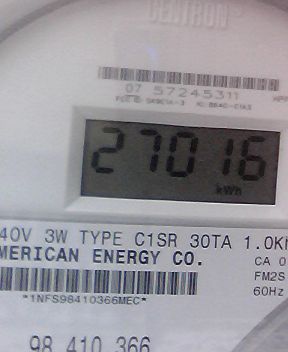 CENTRON
07 57245311
27016
kWh
40V 3W TYPE C1SR 30TA 1.0K
MERICAN ENERGY CO.
CA 0
FM2S
60Hz
*1NFS98410366MEC*
98 410 366